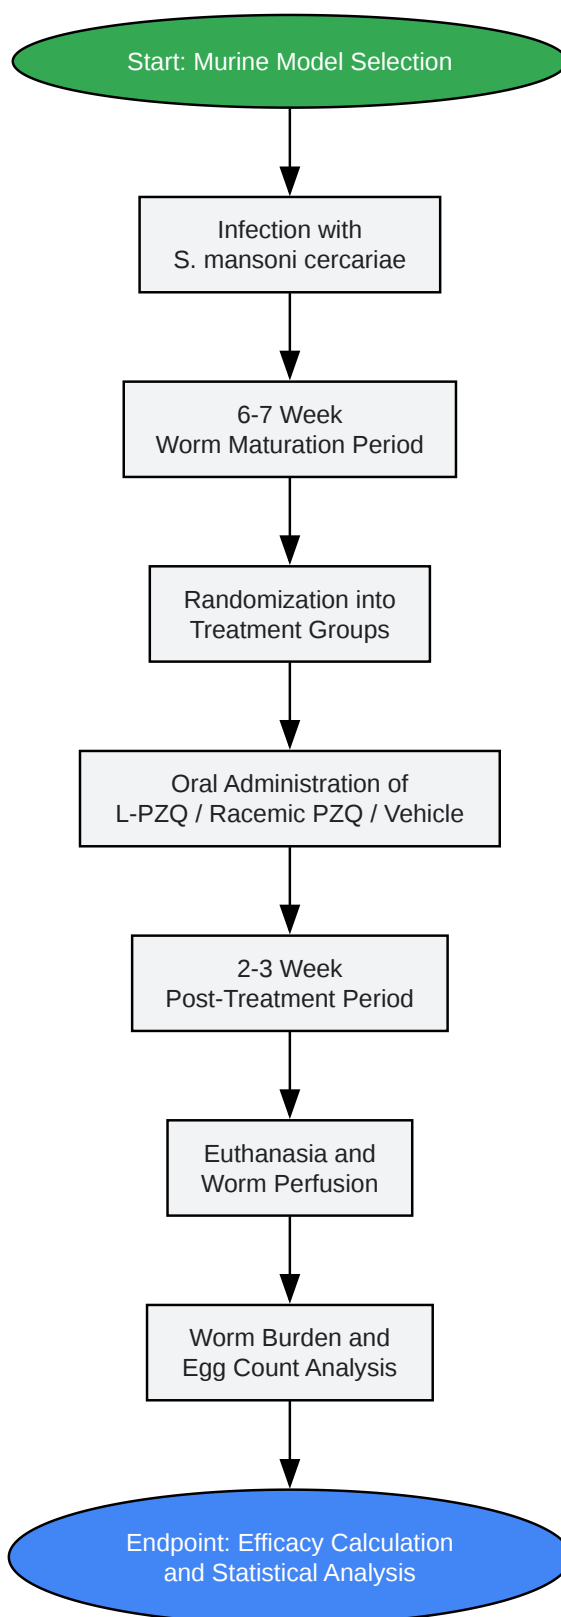 Start: Murine Model Selection
Infection with
S. mansoni cercariae
6-7 Week
Worm Maturation Period
Randomization into
Treatment Groups
Oral Administration of
L-PZQ / Racemic PZQ / Vehicle
2-3 Week
Post-Treatment Period
Euthanasia and
Worm Perfusion
Worm Burden and
Egg Count Analysis
Endpoint: Efficacy Calculation
and Statistical Analysis